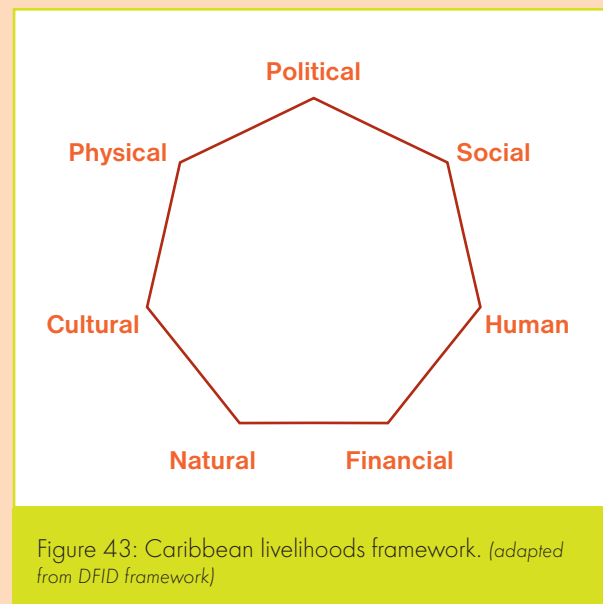 Political
Physical
Social
Cultural
Human
Natural
Financial
Figure 43: Caribbean livelihoods framework. (adapted
from DFID framework)